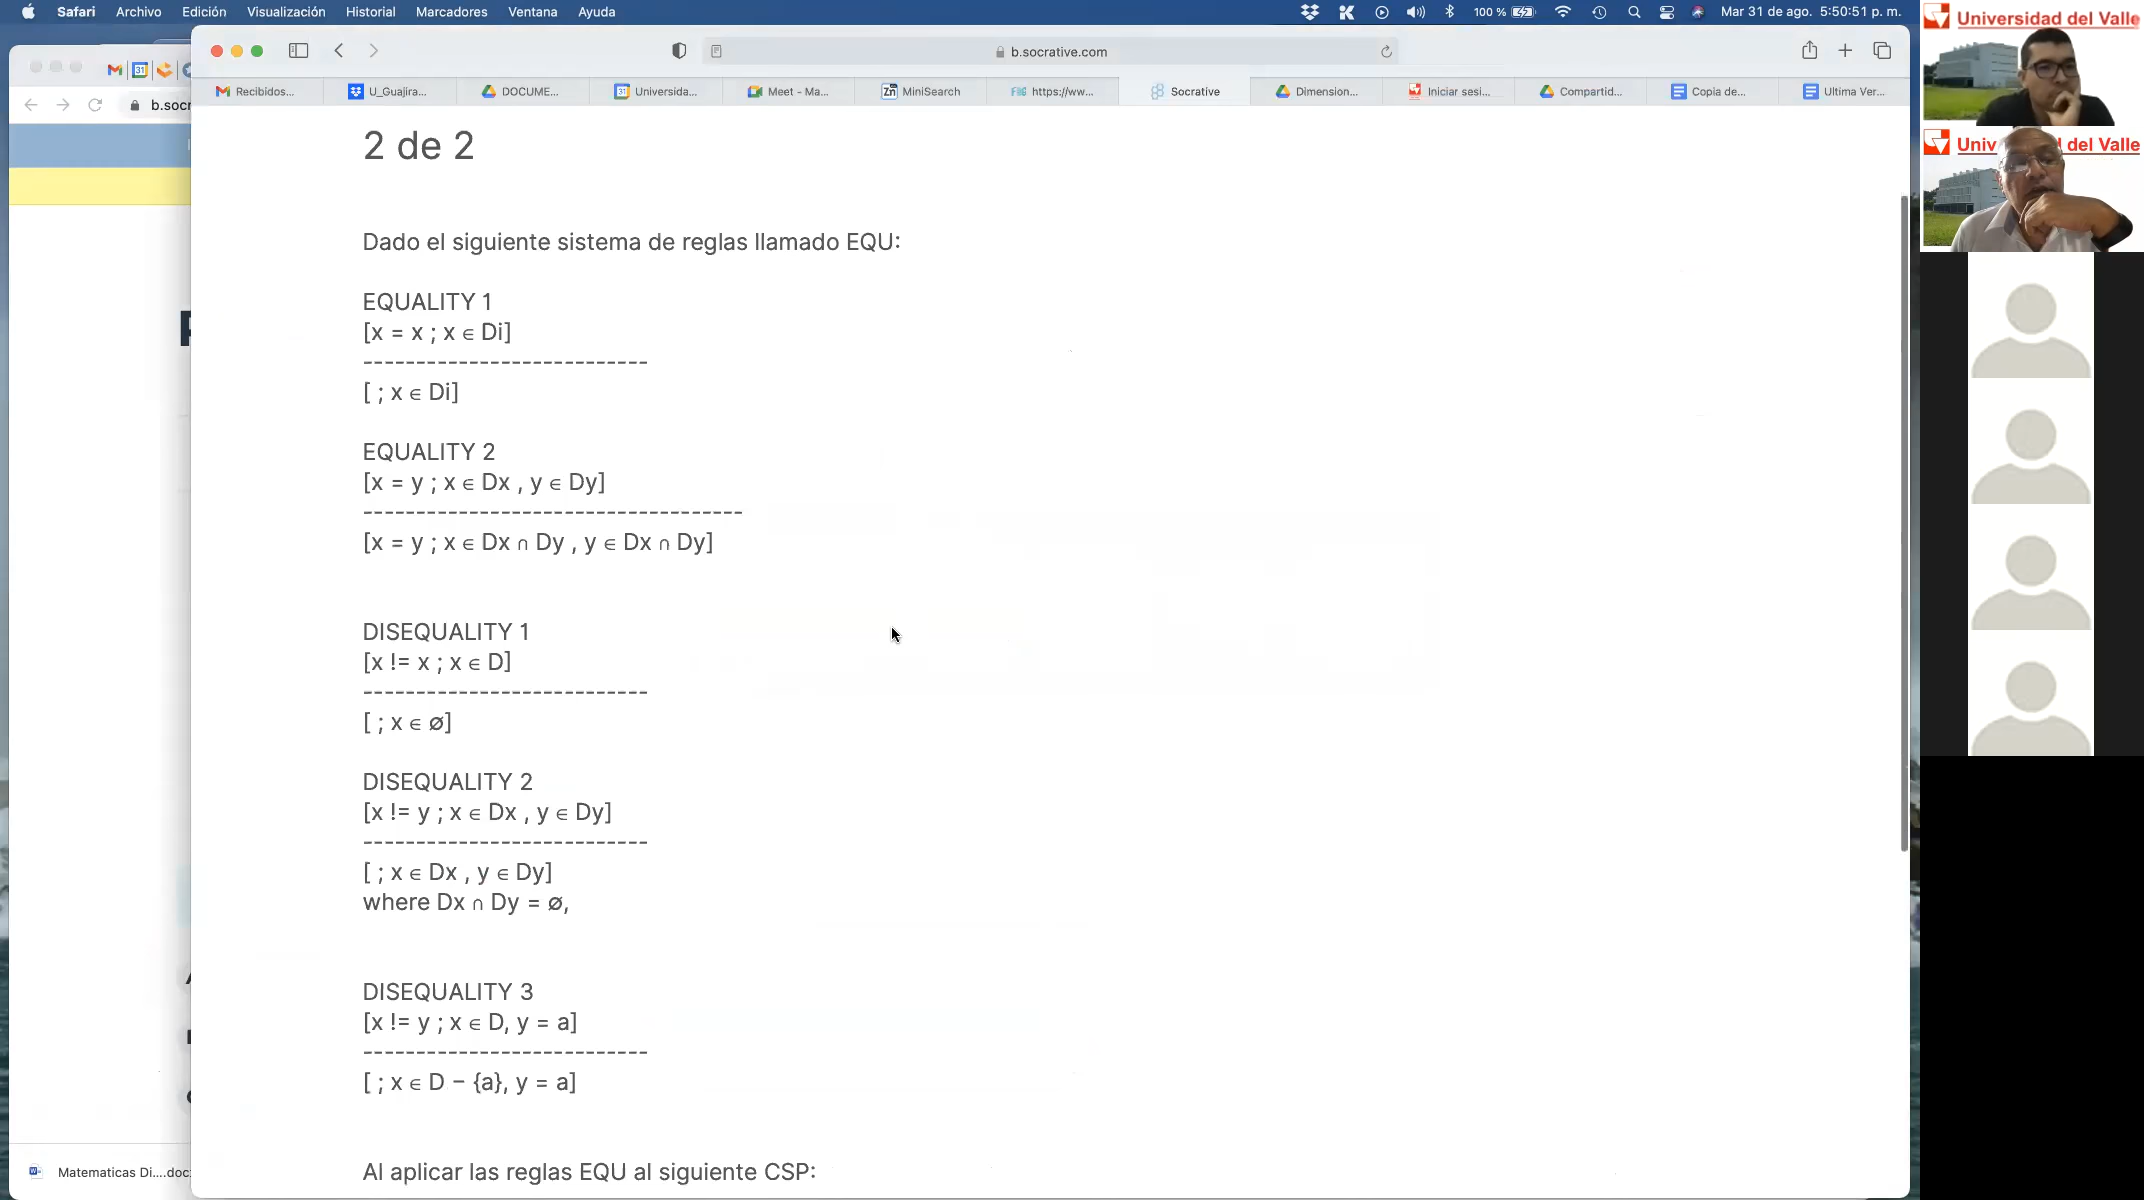 Safari Archivo Edición Visualización Historial Marcadores Ventana Ayuda
100 % Mar 31 de ago. 5:50:51 p. m.
b.socrative.com
Recibidos... U_Guajira... DOCUME... Universida... Meet - Ma... MiniSearch https://ww... Socrative Dimension... Iniciar sesi... Compartid... Copia de... Ultima Ver...
b.socr
2 de 2
Dado el siguiente sistema de reglas llamado EQU:
EQUALITY 1
[x = x ; x ∈ Di]
---------------------------
[ ; x ∈ Di]
EQUALITY 2
[x = y ; x ∈ Dx , y ∈ Dy]
------------------------------------
[x = y ; x ∈ Dx ∩ Dy , y ∈ Dx ∩ Dy]
DISEQUALITY 1
[x != x ; x ∈ D]
---------------------------
[ ; x ∈ ∅]
DISEQUALITY 2
[x != y ; x ∈ Dx , y ∈ Dy]
---------------------------
[ ; x ∈ Dx , y ∈ Dy]
where Dx ∩ Dy = ∅,
DISEQUALITY 3
[x != y ; x ∈ D, y = a]
---------------------------
[ ; x ∈ D − {a}, y = a]
Al aplicar las reglas EQU al siguiente CSP:
Matematicas Di....doc
Universidad del Valle
Univ del Valle